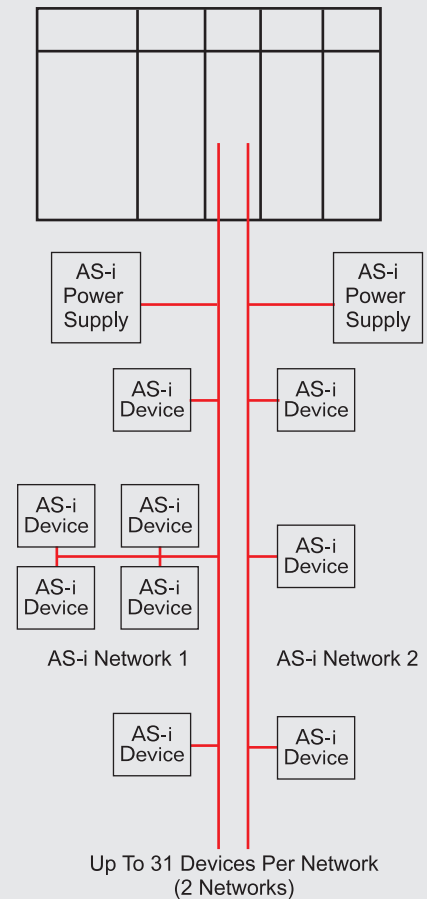 AS-i
Power
Supply
AS-i
Power
Supply
AS-i
Device
AS-i
Device
AS-i
Device
AS-i
Device
AS-i
Device
AS-i
Device
AS-i
Device
AS-i Network 1
AS-i Network 2
AS-i
Device
AS-i
Device
Up To 31 Devices Per Network
(2 Networks)